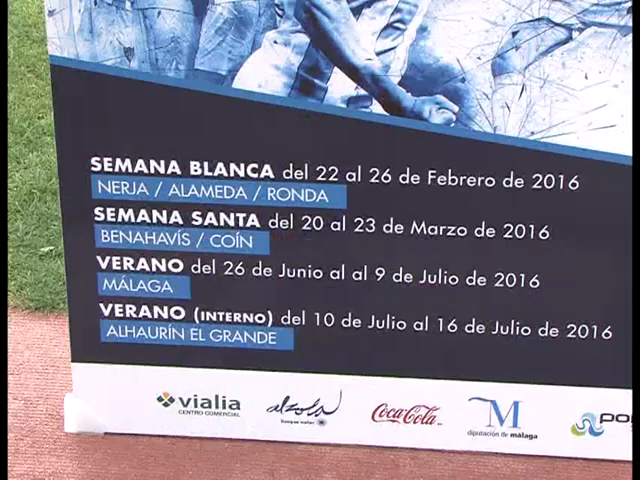 SEMANA BLANCA del 22 al 26 de Febrero de 2016
NERJA / ALAMEDA / RONDA
SEMANA SANTA del 20 al 23 de Marzo de 2016
BENAHAVÍS / COÍN
VERANO del 26 de Junio al al 9 de Julio de 2016
MÁLAGA
VERANO (INTERNO) del 10 de Julio al 16 de Julio de 2016
ALHAURÍN EL GRANDE
vialia
CENTRO COMERCIAL
alzola
basque water
Coca-Cola
M
diputación de málaga